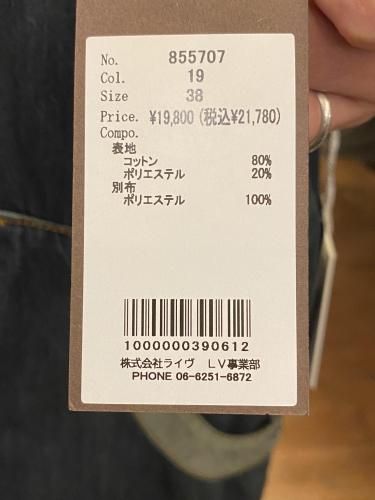 No. 855707
Col. 19
Size 38
Price. ¥19,800 (税込¥21,780)
Compo.
表地
コットン 80%
ポリエステル 20%
別布
ポリエステル 100%
1000000390612
株式会社ライヴ LV事業部
PHONE 06-6251-6872